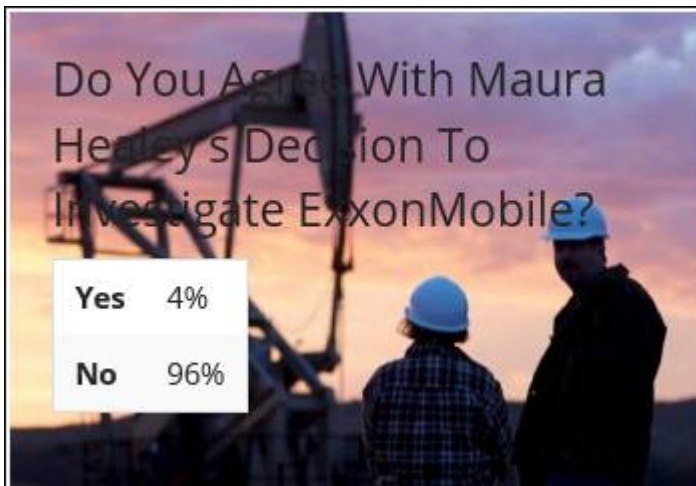 Do You Agree With Maura
Healey's Decision To
Investigate ExxonMobile?
Yes 4%
No 96%